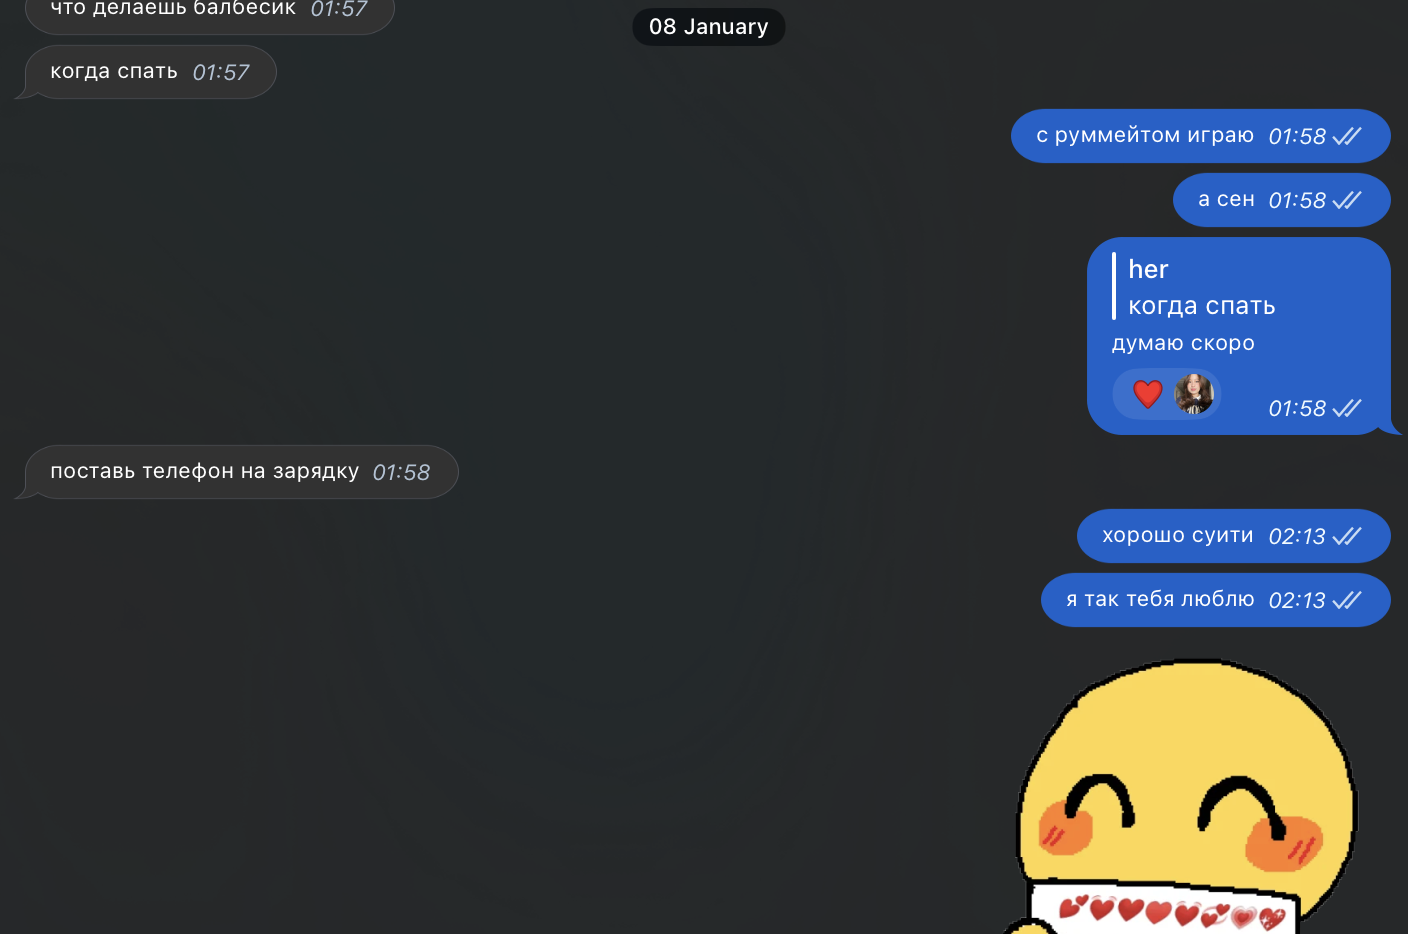 что делаешь балбесик 01:57
08 January
когда спать 01:57
с руммейтом играю 01:58
а сен 01:58
her
когда спать
думаю скоро
01:58
поставь телефон на зарядку 01:58
хорошо суити 02:13
я так тебя люблю 02:13